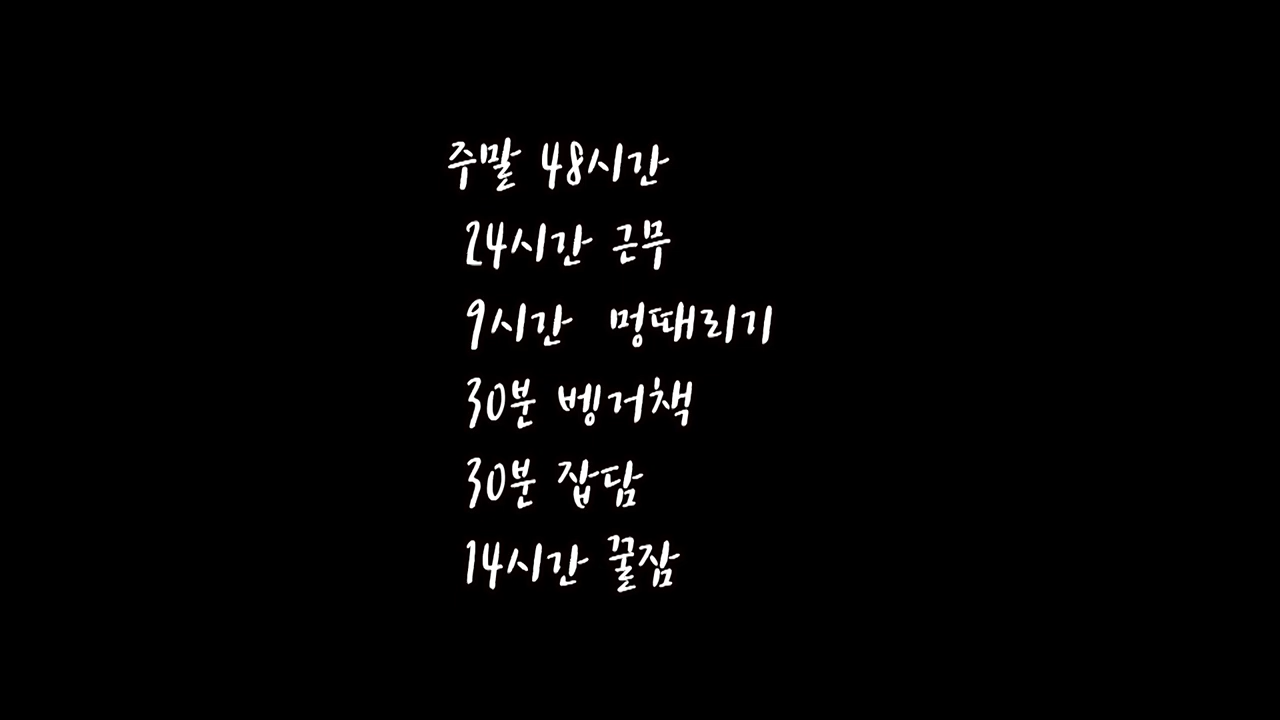 주말 48시간
24시간 근무
9시간 멍때리기
30분 벵거책
30분 잡담
14시간 꿀잠